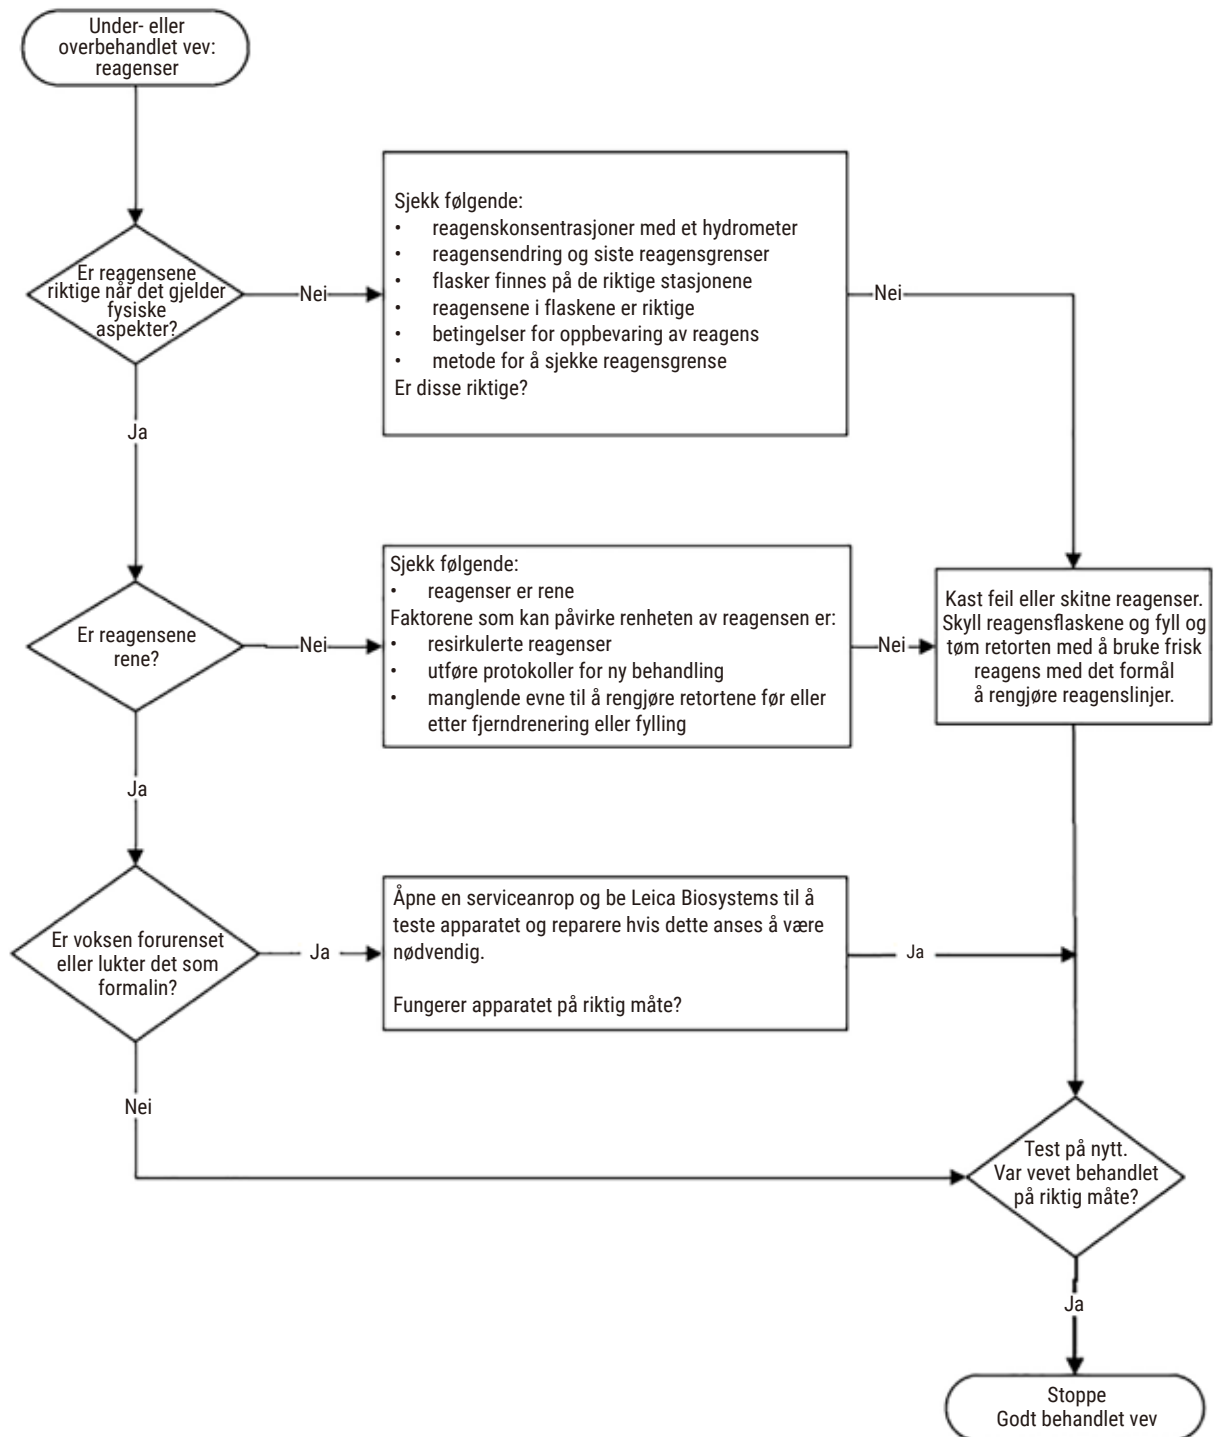 Under- eller
overbehandlet vev:
reagenser
Er reagensene
riktige når det gjelder
fysiske
aspekter?
Nei
Sjekk følgende:
• reagenskonsentrasjoner med et hydrometer
• reagensendring og siste reagensgrenser
• flasker finnes på de riktige stasjonene
• reagensene i flaskene er riktige
• betingelser for oppbevaring av reagens
• metode for å sjekke reagensgrense
Er disse riktige?
Nei
Ja
Er reagensene
rene?
Nei
Sjekk følgende:
• reagenser er rene
Faktorene som kan påvirke renheten av reagensen er:
• resirkulerte reagenser
• utføre protokoller for ny behandling
• manglende evne til å rengjøre retortene før eller
etter fjerndrenering eller fylling
Nei
Kast feil eller skitne reagenser.
Skyll reagensflaskene og fyll og
tøm retorten med å bruke frisk
reagens med det formål
å rengjøre reagenslinjer.
Ja
Er voksen forurenset
eller lukter det som
formalin?
Ja
Åpne en serviceanrop og be Leica Biosystems til å
teste apparatet og reparere hvis dette anses å være
nødvendig.
Fungerer apparatet på riktig måte?
Ja
Nei
Test på nytt.
Var vevet behandlet
på riktig måte?
Ja
Stoppe
Godt behandlet vev